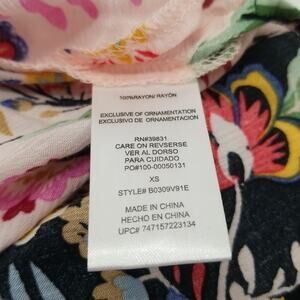 100%RAYON/ RAYÓN
EXCLUSIVE OF ORNAMENTATION
EXCLUSIVO DE ORNAMENTACIÓN
RN#39831
CARE ON REVSERSE
VER AL DORSO
PARA CUIDADO
PO#100-00050131
XS
STYLE# B0309V91E
MADE IN CHINA
HECHO EN CHINA
UPC# 747157223134